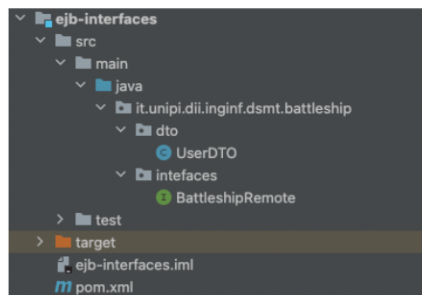 ejb-interfaces
src
main
java
it.unipi.dii.inginf.dsmt.battleship
dto
UserDTO
intefaces
BattleshipRemote
test
target
ejb-interfaces.iml
pom.xml